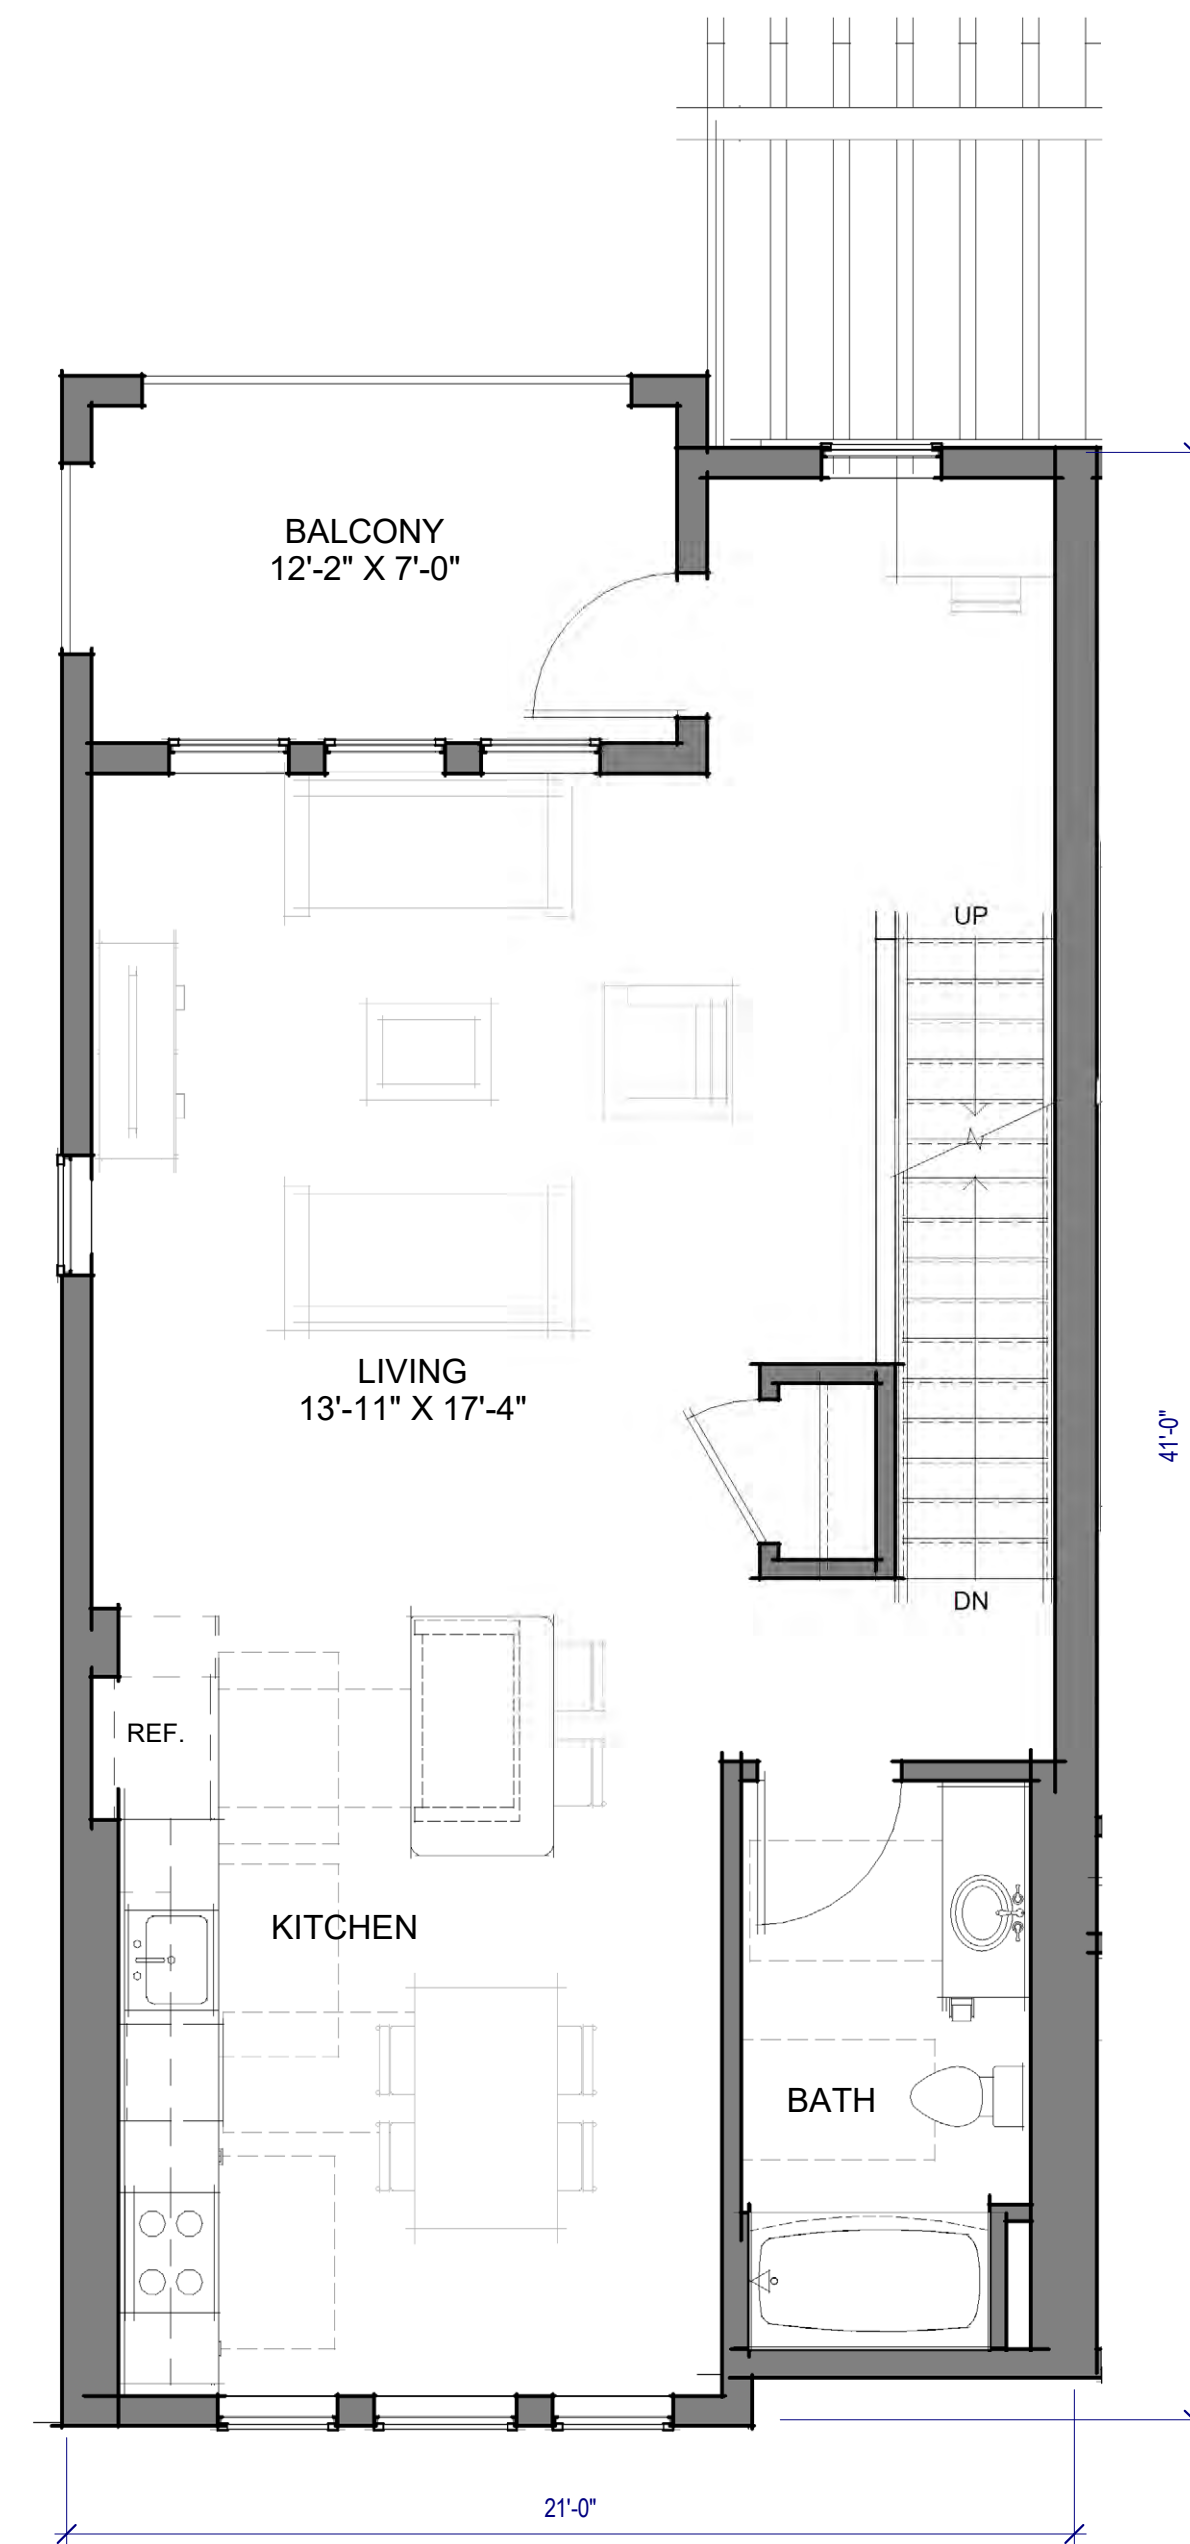 BALCONY
12'-2" X 7'-0"
UP
LIVING
13'-11" X 17'-4"
41'-0"
DN
REF.
KITCHEN
BATH
21'-0"